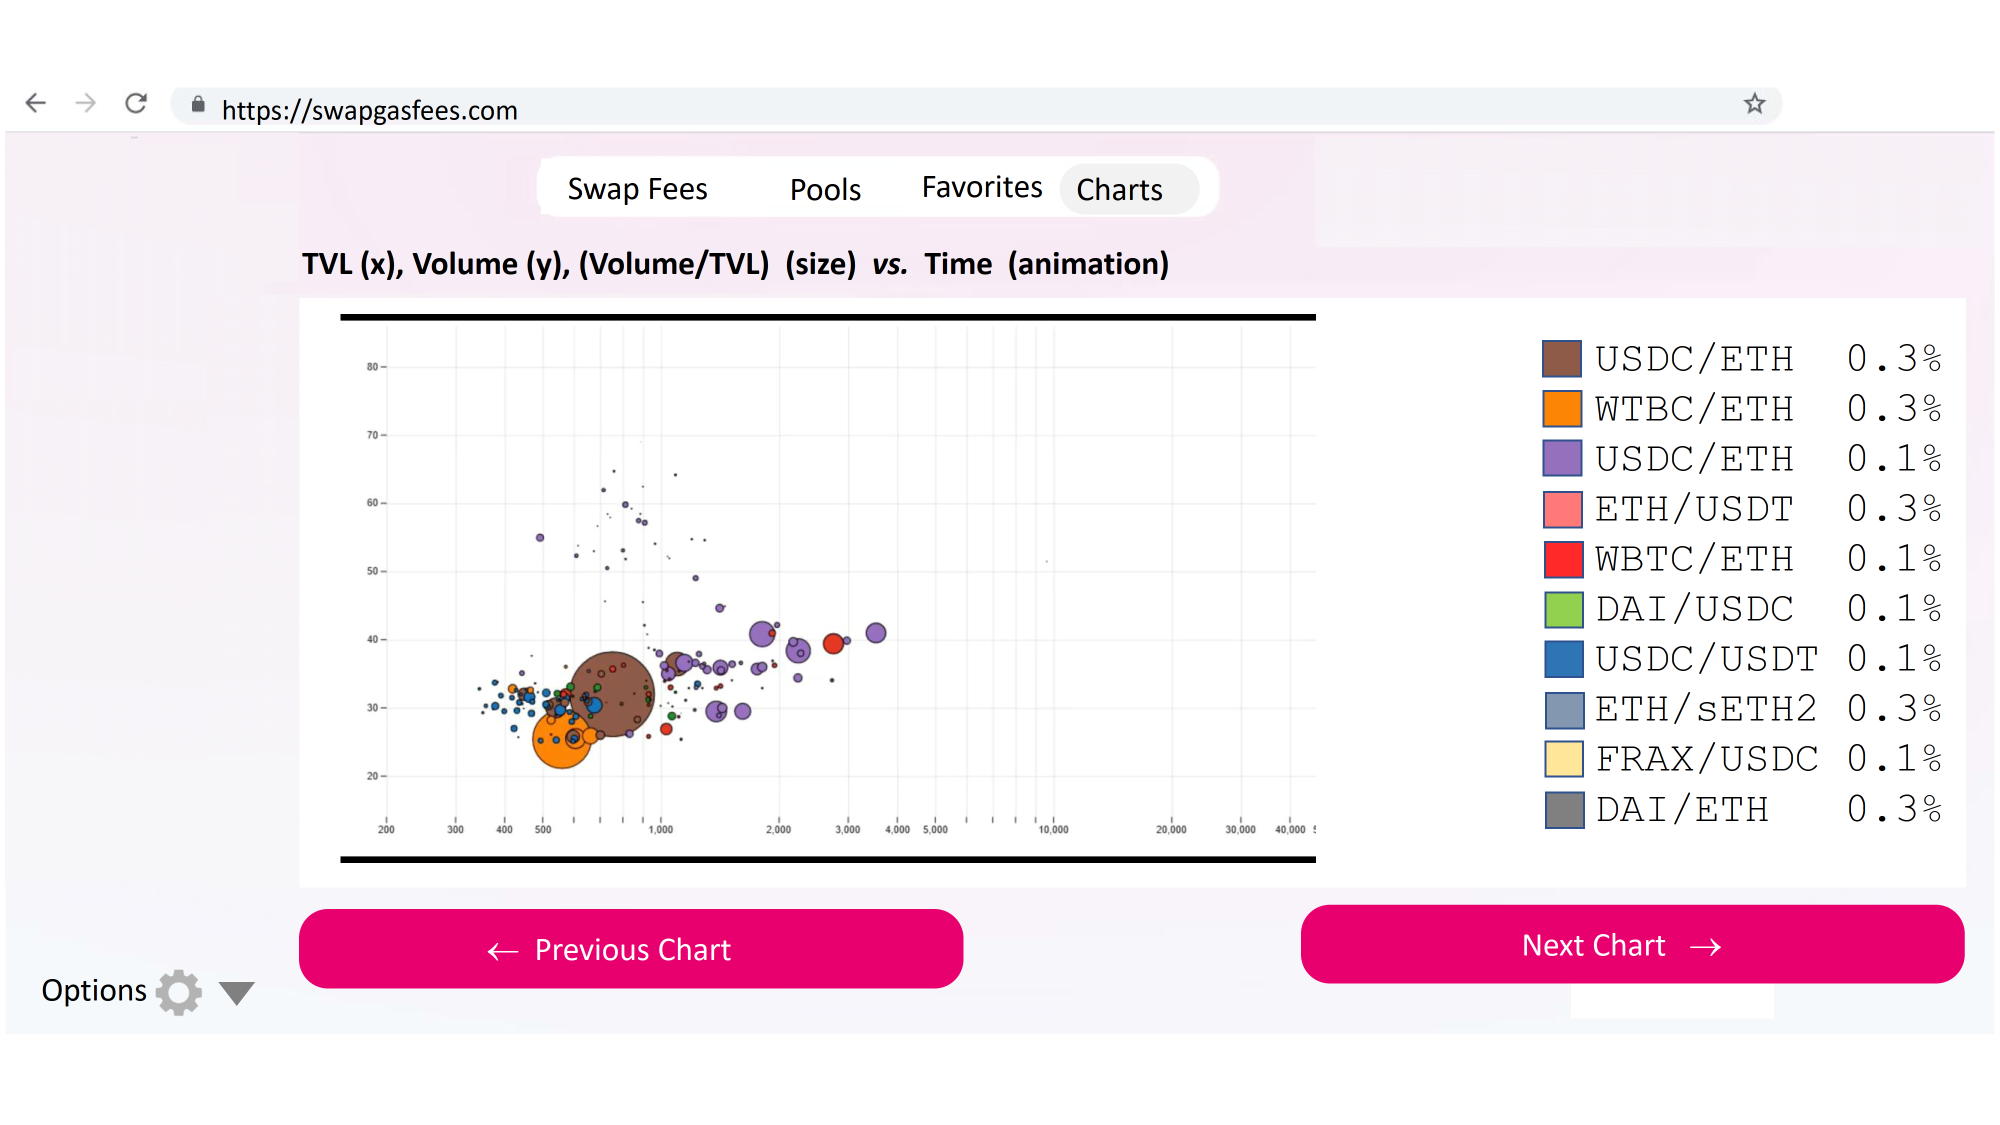 https://swapgasfees.com
Swap Fees Pools Favorites Charts
TVL (x), Volume (y), (Volume/TVL) (size) vs. Time (animation)
80
70
60
50
40
30
20
200 300 400 500 1,000 2,000 3,000 4,000 5,000 10,000 20,000 30,000 40,000
USDC/ETH 0.3%
WTBC/ETH 0.3%
USDC/ETH 0.1%
ETH/USDT 0.3%
WBTC/ETH 0.1%
DAI/USDC 0.1%
USDC/USDT 0.1%
ETH/sETH2 0.3%
FRAX/USDC 0.1%
DAI/ETH 0.3%
← Previous Chart
Next Chart →
Options